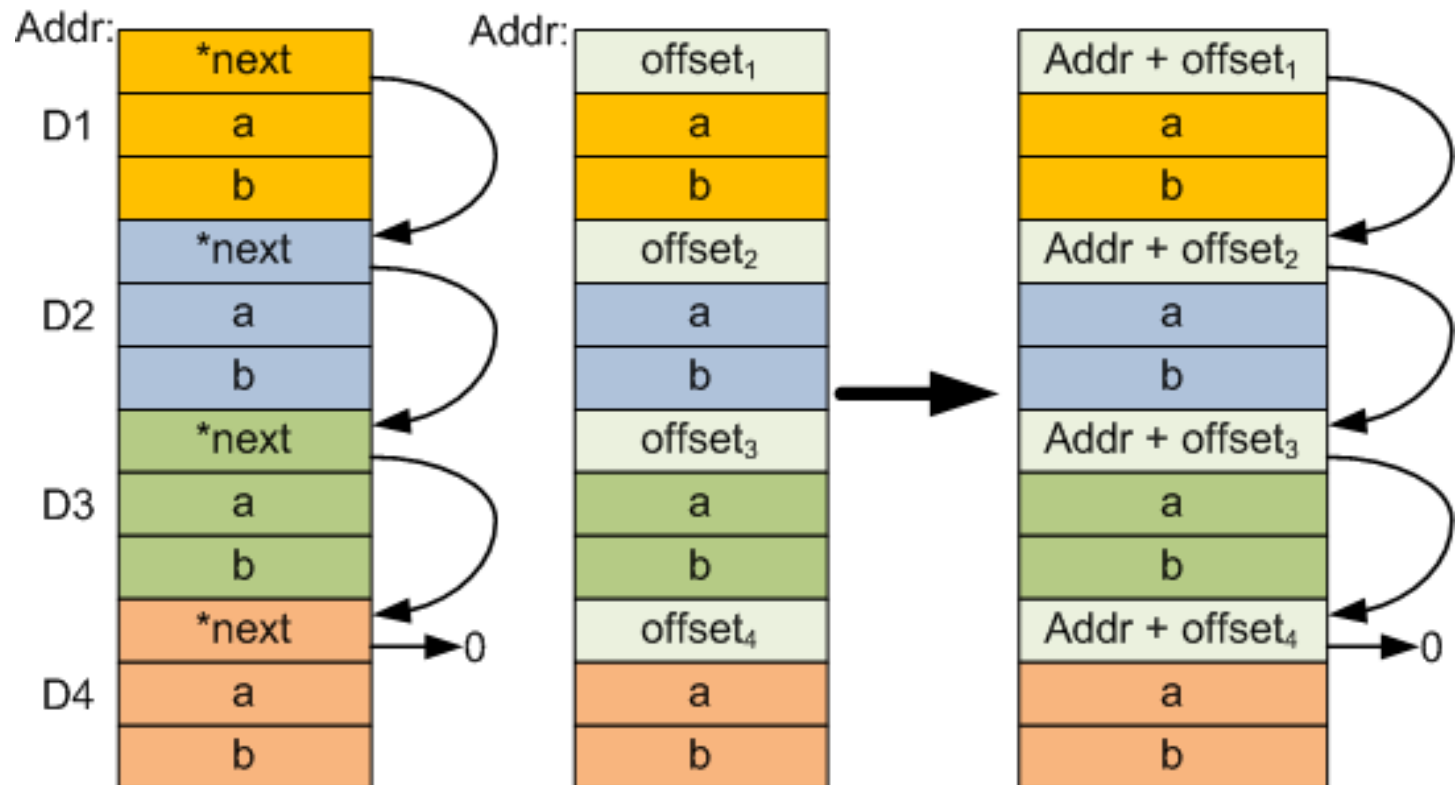 Addr:
*next
D1
a
b
*next
D2
a
b
*next
D3
a
b
*next
0
D4
a
b
Addr:
offset₁
a
b
offset₂
a
b
offset₃
a
b
offset₄
a
b
Addr + offset₁
a
b
Addr + offset₂
a
b
Addr + offset₃
a
b
Addr + offset₄
0
a
b